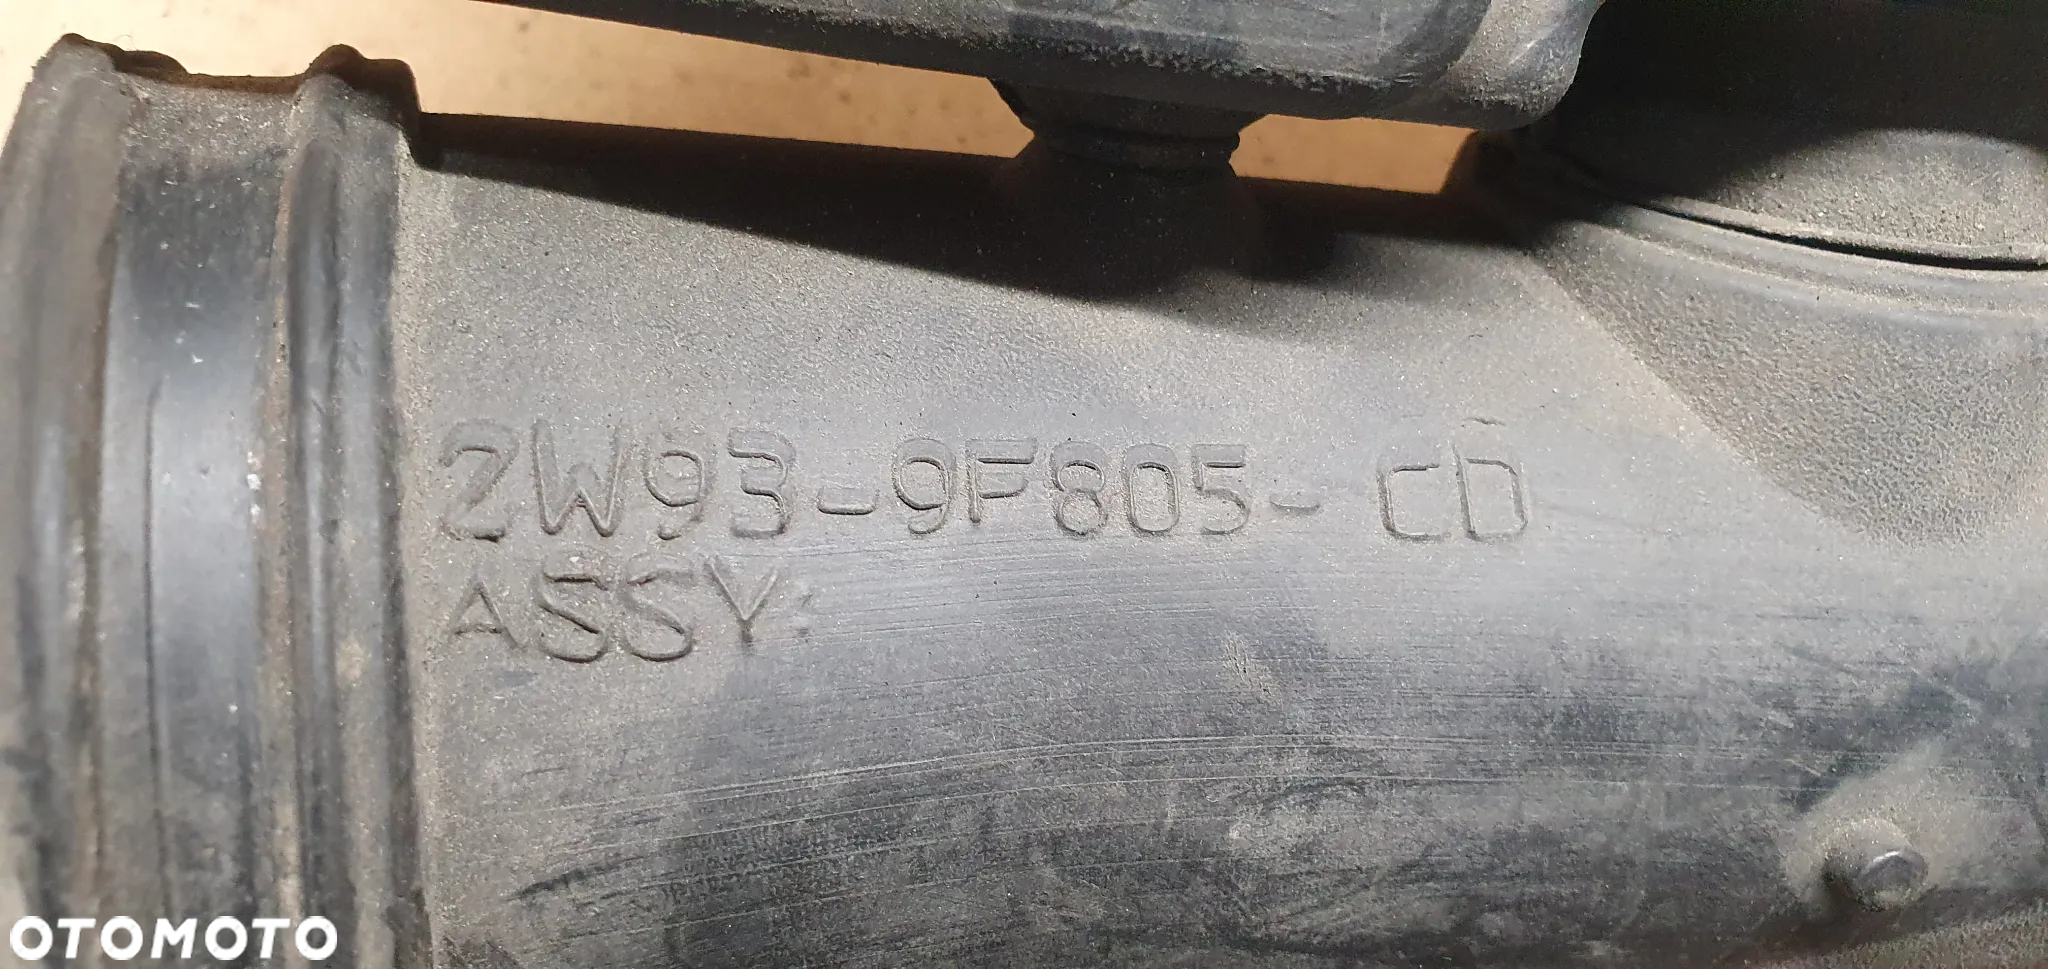 2W93-9F805-CD
ASSY.
OTOMOTO